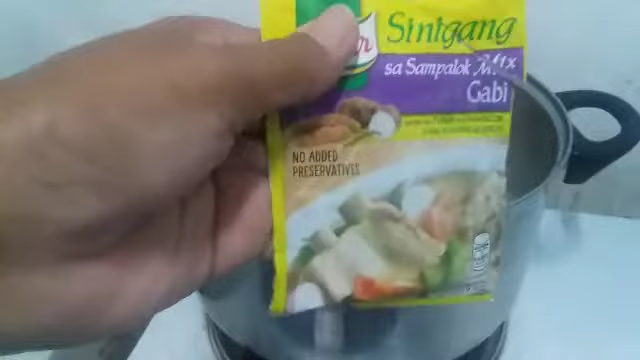 Sinigang
sa Sampalok Mix
Gabi
NO ADDED
PRESERVATIVES